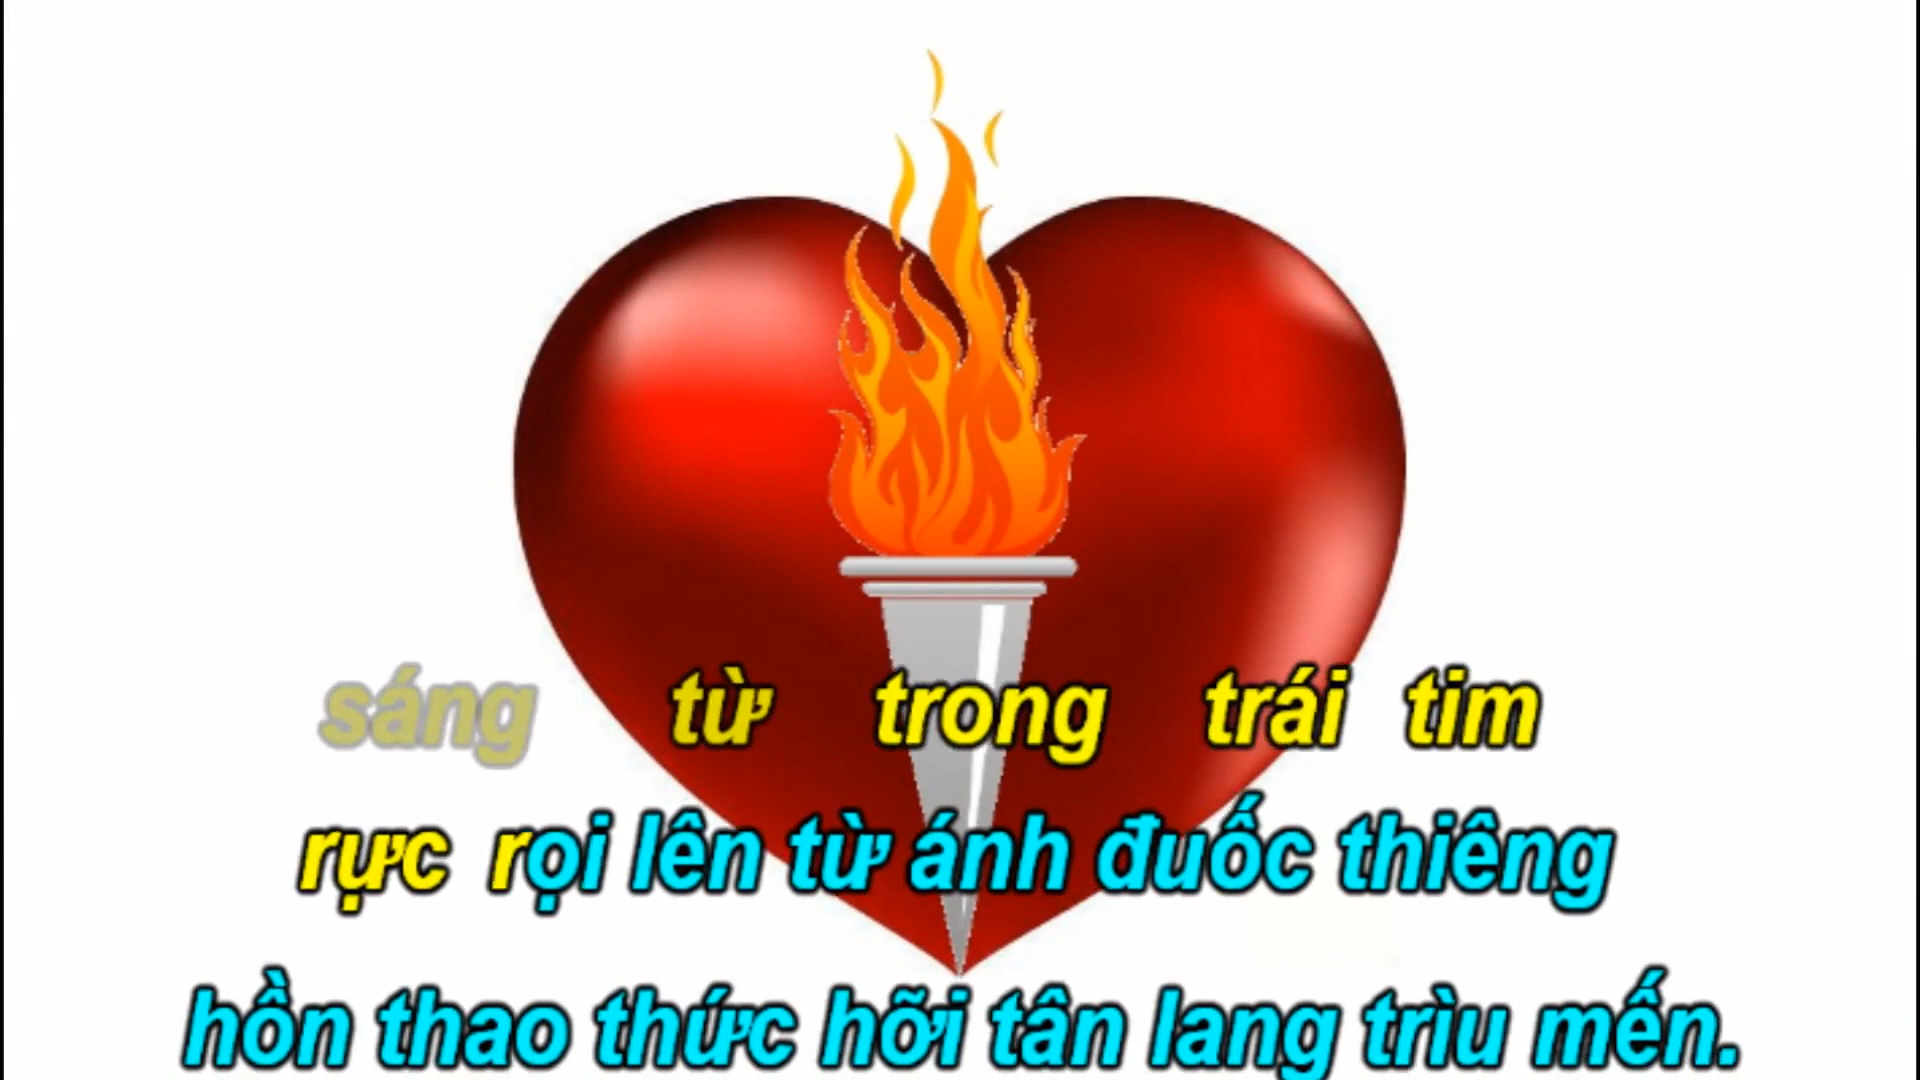 sáng từ trong trái tim
rực rọi lên từ ánh đuốc thiêng
hồn thao thức hỡi tân lang trìu mến.